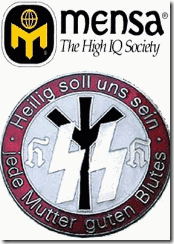 mensa®
The High IQ Society
Heilig soll uns sein
jede Mutter guten Blutes